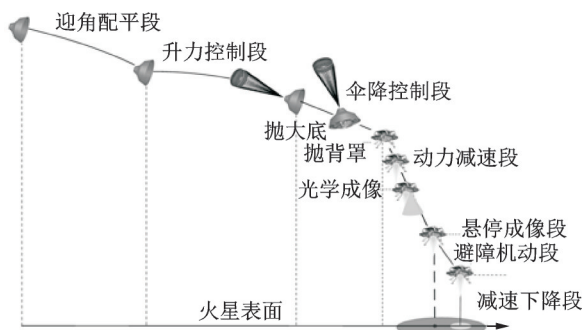 迎角配平段
升力控制段
伞降控制段
抛大底
抛背罩
动力减速段
光学成像
悬停成像段
避障机动段
减速下降段
火星表面